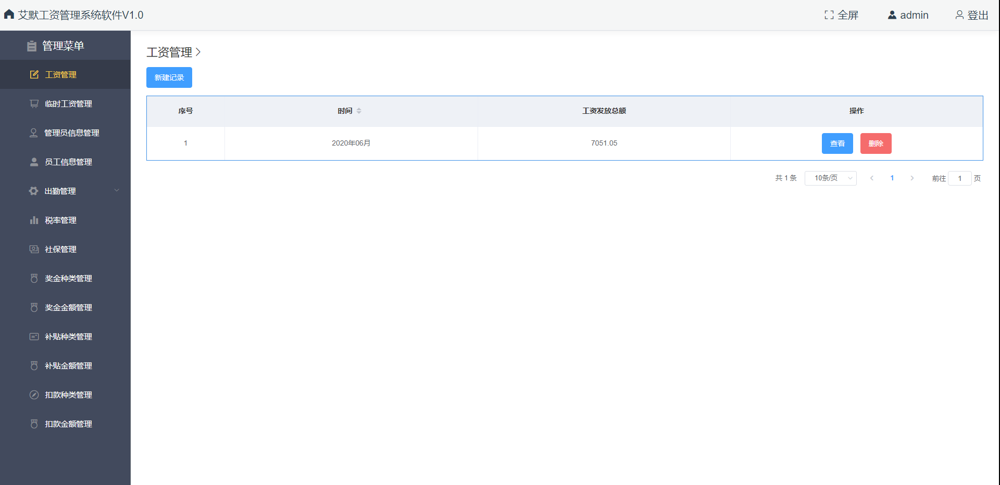 艾默工资管理系统软件V1.0
全屏
admin
登出
管理菜单
工资管理
临时工资管理
管理员信息管理
员工信息管理
出勤管理
税率管理
社保管理
奖金种类管理
奖金金额管理
补贴种类管理
补贴金额管理
扣款种类管理
扣款金额管理
工资管理
新建记录
序号 时间 工资发放总额 操作
1 2020年06月 7051.05 查看 删除
共 1 条 10条/页 1 前往 1 页